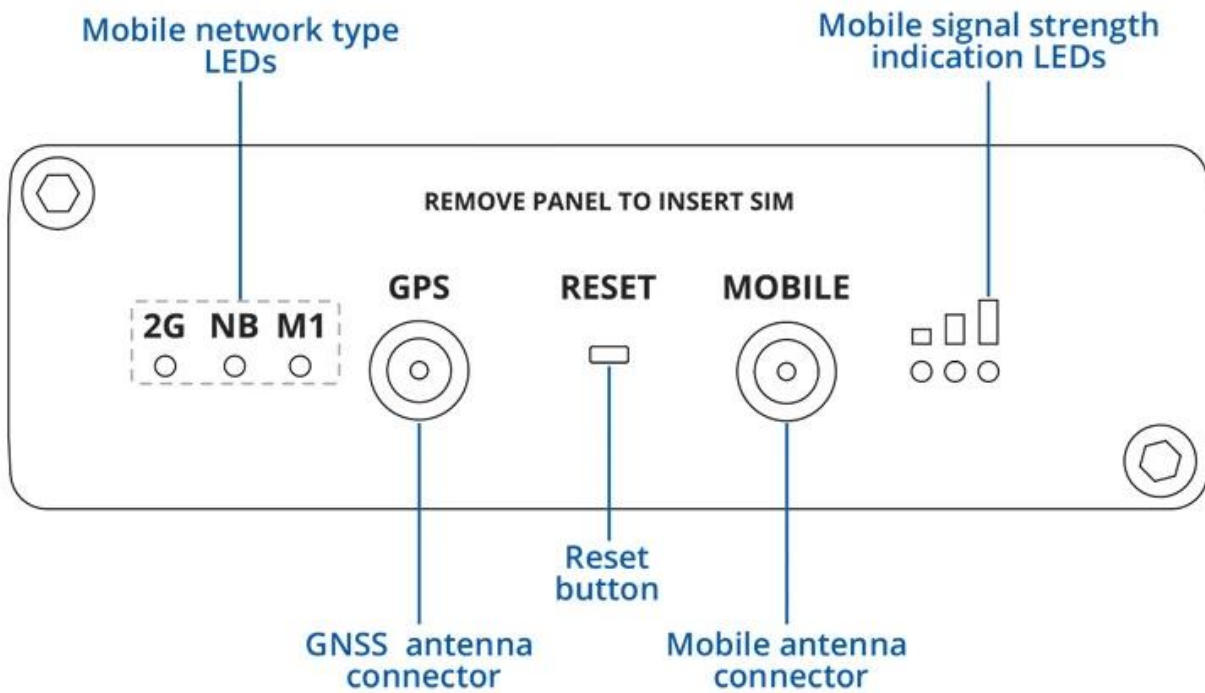 Mobile network type
LEDs
Mobile signal strength
indication LEDs
REMOVE PANEL TO INSERT SIM
GPS
RESET
MOBILE
2G NB M1
Reset
button
GNSS antenna
connector
Mobile antenna
connector